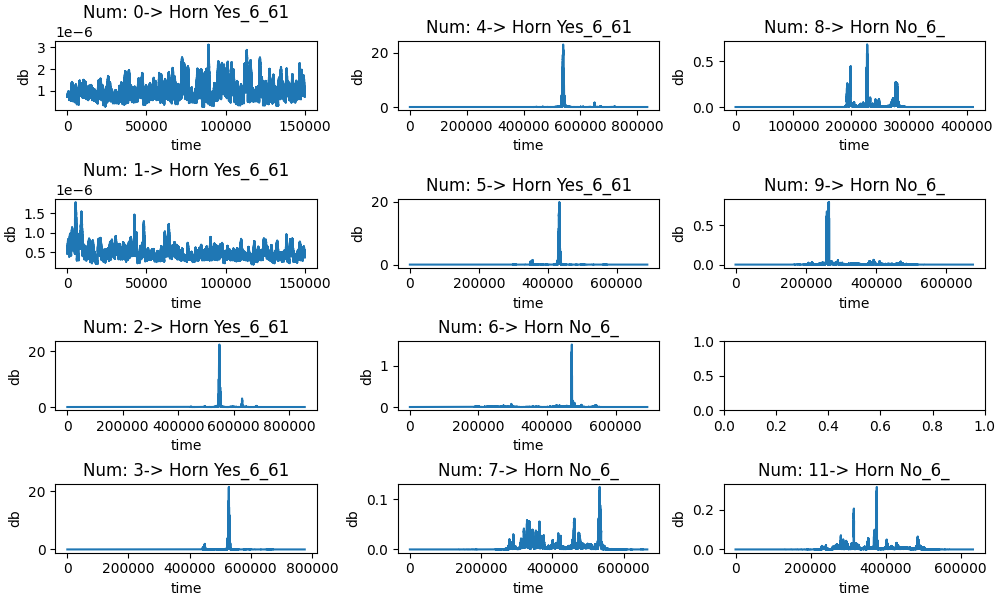 Num: 0-> Horn Yes_6_61
1e−6
3
2
1
db
0 50000 100000 150000
time
Num: 1-> Horn Yes_6_61
1e−6
1.5
1.0
0.5
db
0 50000 100000 150000
time
Num: 2-> Horn Yes_6_61
20
0
db
0 200000 400000 600000 800000
time
Num: 3-> Horn Yes_6_61
20
0
db
0 200000 400000 600000 800000
time
Num: 4-> Horn Yes_6_61
20
0
db
0 200000 400000 600000 800000
time
Num: 5-> Horn Yes_6_61
20
0
db
0 200000 400000 600000
time
Num: 6-> Horn No_6_
1
0
db
0 200000 400000 600000
time
Num: 7-> Horn No_6_
0.1
0.0
db
0 200000 400000 600000
time
Num: 8-> Horn No_6_
0.5
0.0
db
0 100000 200000 300000 400000
time
Num: 9-> Horn No_6_
0.5
0.0
db
0 200000 400000 600000
time
1.0
0.5
0.0
0.0 0.2 0.4 0.6 0.8 1.0
Num: 11-> Horn No_6_
0.2
0.0
db
0 200000 400000 600000
time